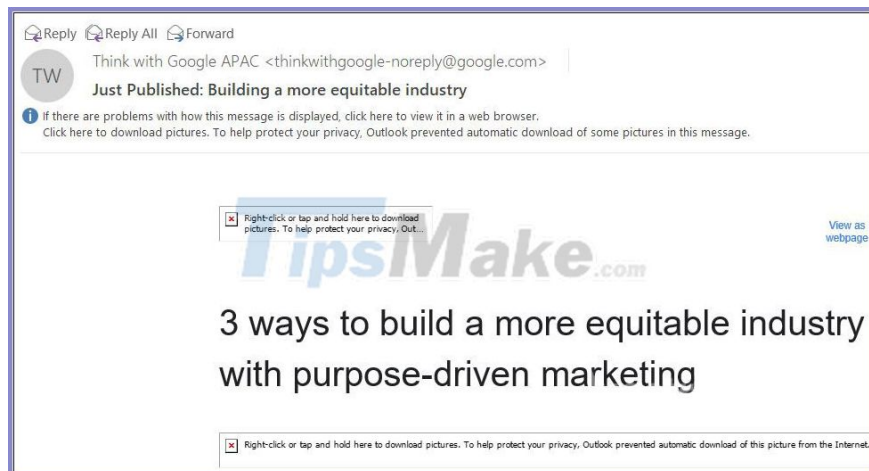 Reply Reply All Forward
TW
Think with Google APAC <thinkwithgoogle-noreply@google.com>
Just Published: Building a more equitable industry
If there are problems with how this message is displayed, click here to view it in a web browser.
Click here to download pictures. To help protect your privacy, Outlook prevented automatic download of some pictures in this message.
Right-click or tap and hold here to download
pictures. To help protect your privacy, Out...
View as
webpage
TipsMake.com
3 ways to build a more equitable industry
with purpose-driven marketing
Right-click or tap and hold here to download pictures. To help protect your privacy, Outlook prevented automatic download of this picture from the Internet.